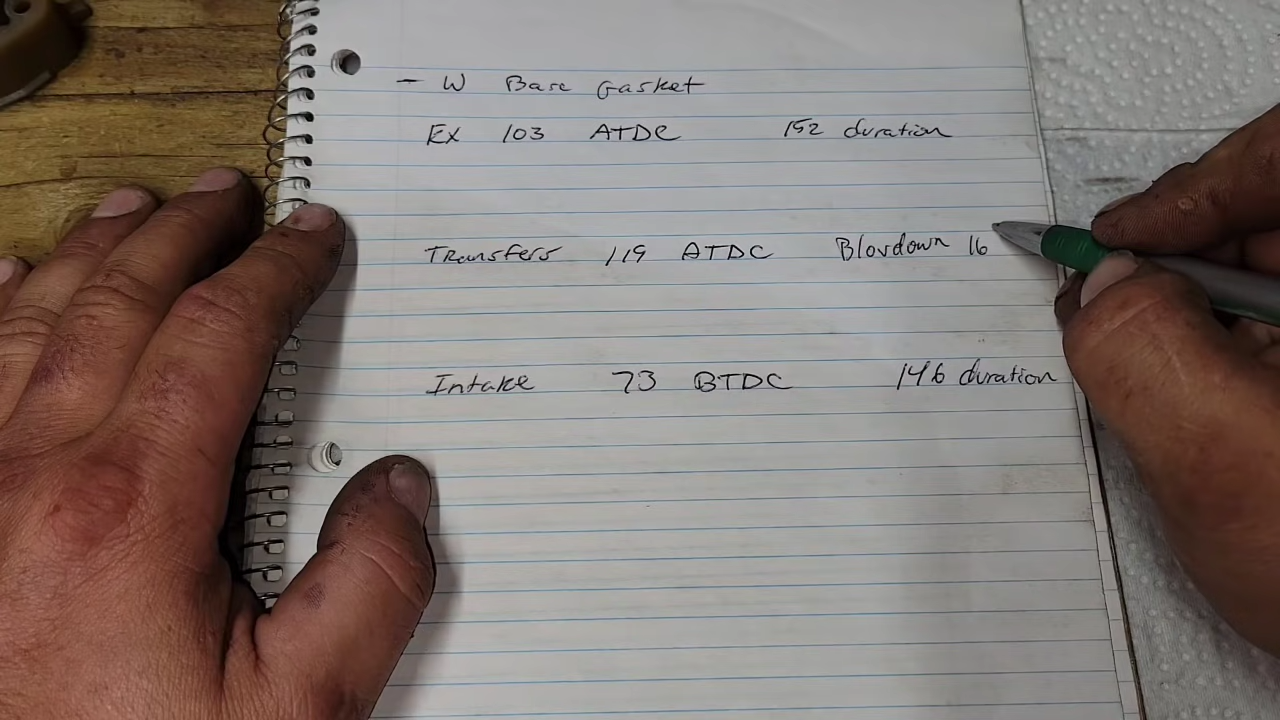 - W Base Gasket
Ex 103 ATDC 152 duration
Transfers 119 ATDC Blowdown 16
Intake 73 BTDC 146 duration